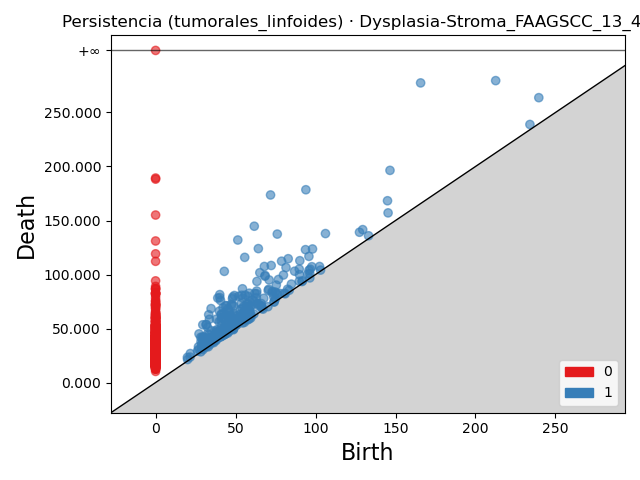 Persistencia (tumorales_linfoides) · Dysplasia-Stroma_FAAGSCC_13_4
+∞
250.000
200.000
150.000
100.000
50.000
0.000
Death
0
1
0 50 100 150 200 250
Birth